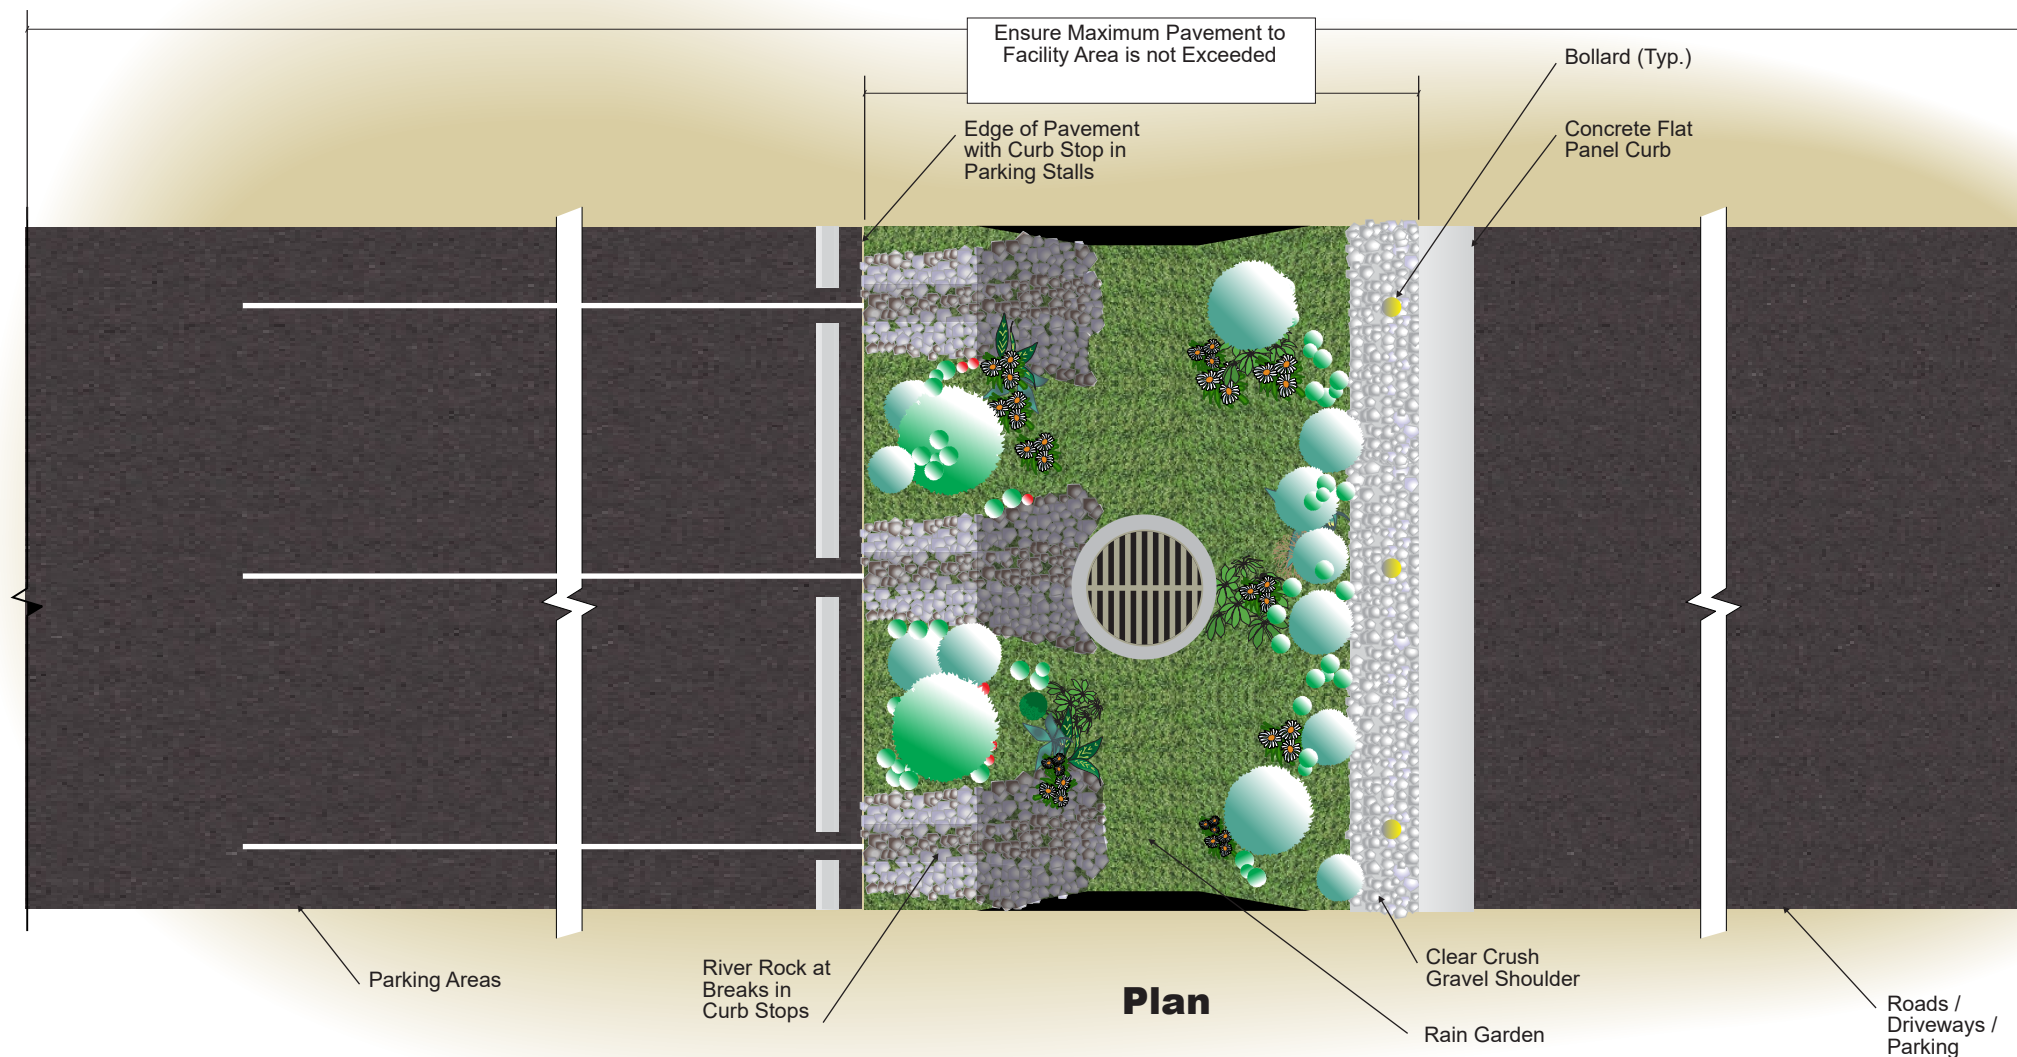 Ensure Maximum Pavement to
Facility Area is not Exceeded
Bollard (Typ.)
Edge of Pavement
with Curb Stop in
Parking Stalls
Concrete Flat
Panel Curb
Parking Areas
River Rock at
Breaks in
Curb Stops
Plan
Clear Crush
Gravel Shoulder
Rain Garden
Roads /
Driveways /
Parking